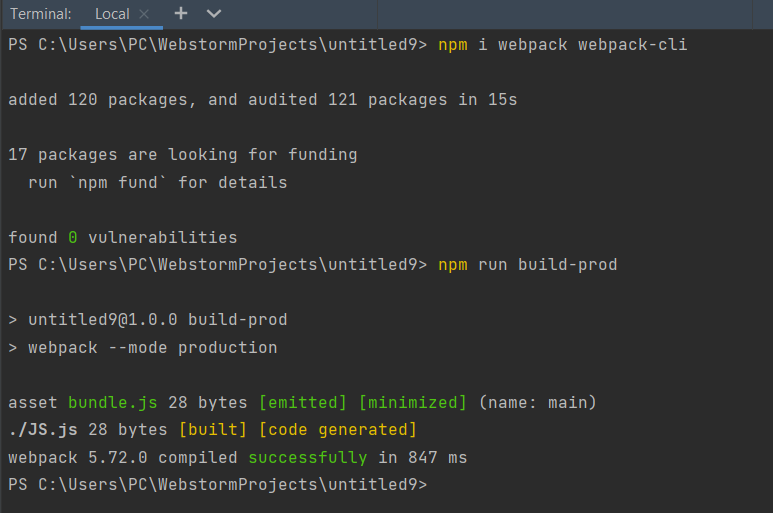 Terminal: Local × + ⌄
PS C:\Users\PC\WebstormProjects\untitled9> npm i webpack webpack-cli
added 120 packages, and audited 121 packages in 15s
17 packages are looking for funding
  run `npm fund` for details
found 0 vulnerabilities
PS C:\Users\PC\WebstormProjects\untitled9> npm run build-prod
> untitled9@1.0.0 build-prod
> webpack --mode production
asset bundle.js 28 bytes [emitted] [minimized] (name: main)
./JS.js 28 bytes [built] [code generated]
webpack 5.72.0 compiled successfully in 847 ms
PS C:\Users\PC\WebstormProjects\untitled9>